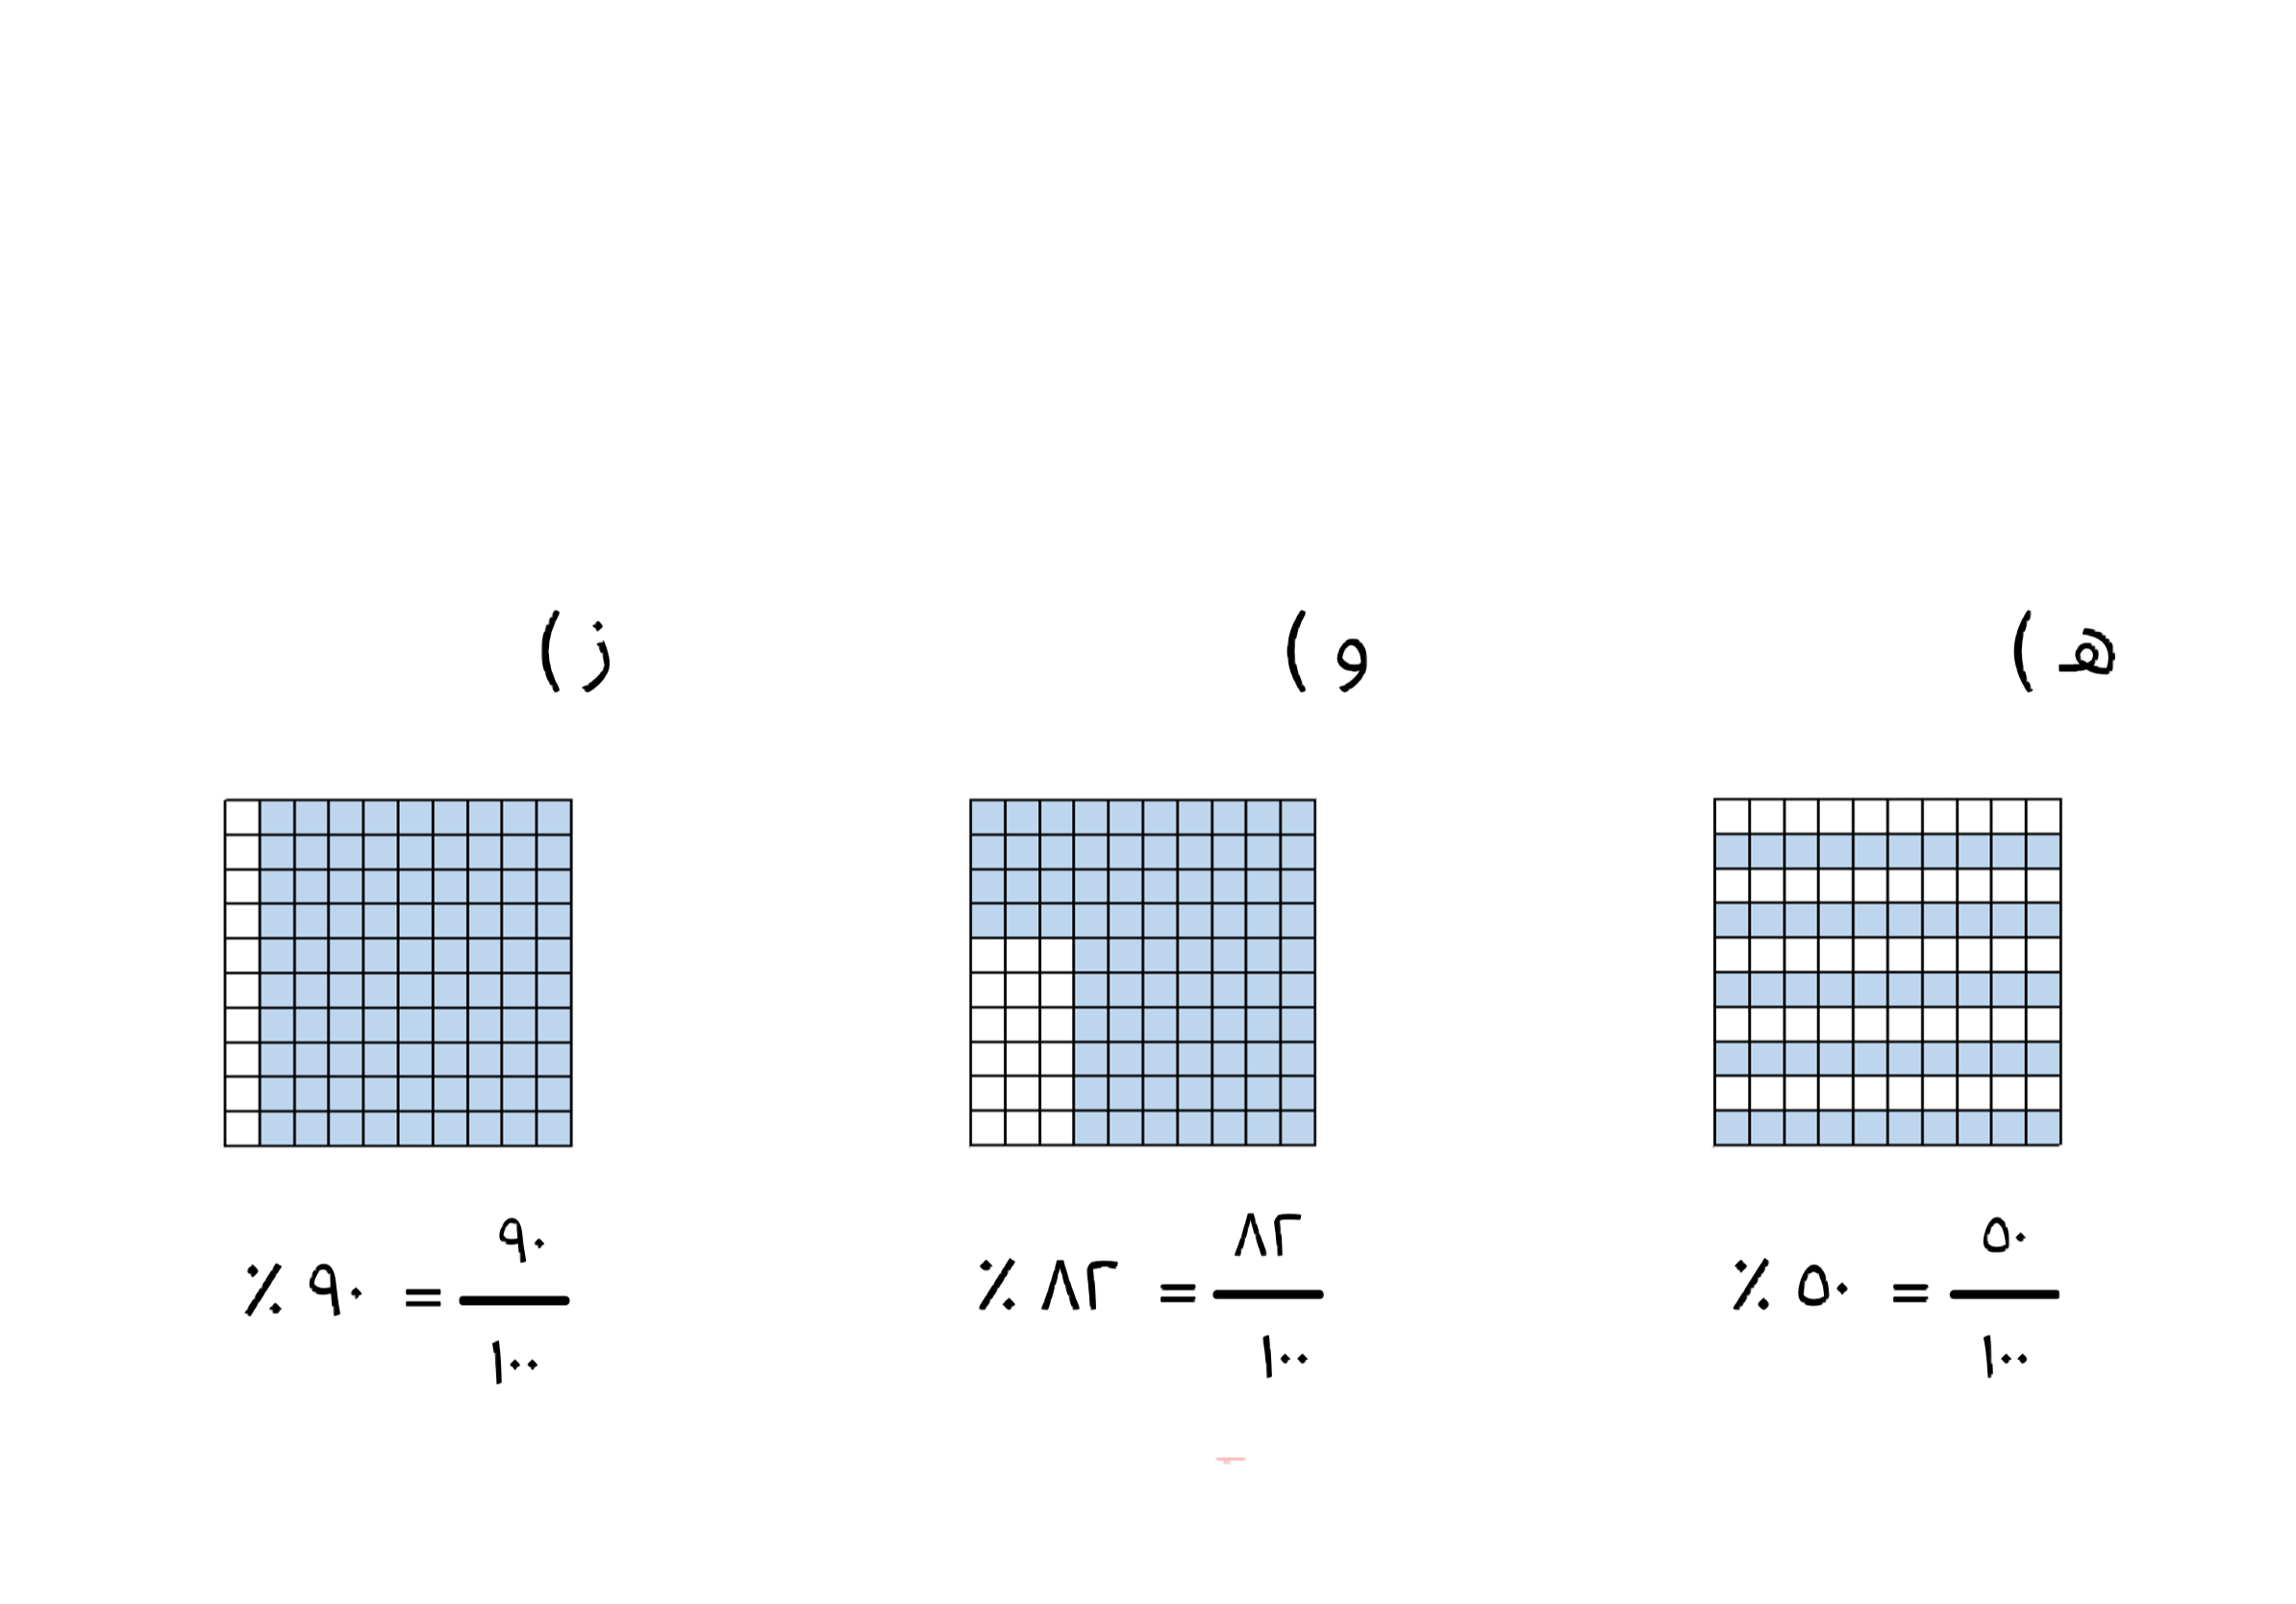 هـ) و) ز)
٥٠ ٨٢ ٩٠
= ٥٠ ٪ = ٨٢ ٪ = ٩٠ ٪
١٠٠ ١٠٠ ١٠٠